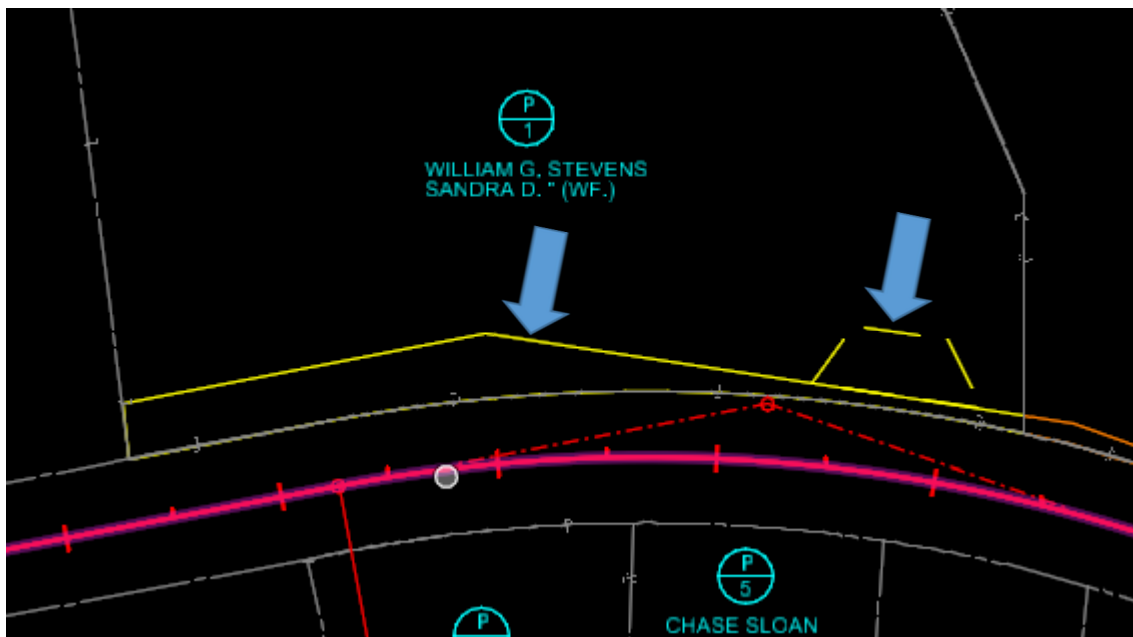 P
1
WILLIAM G, STEVENS
SANDRA D. " (WF.)
P
5
P
CHASE SLOAN